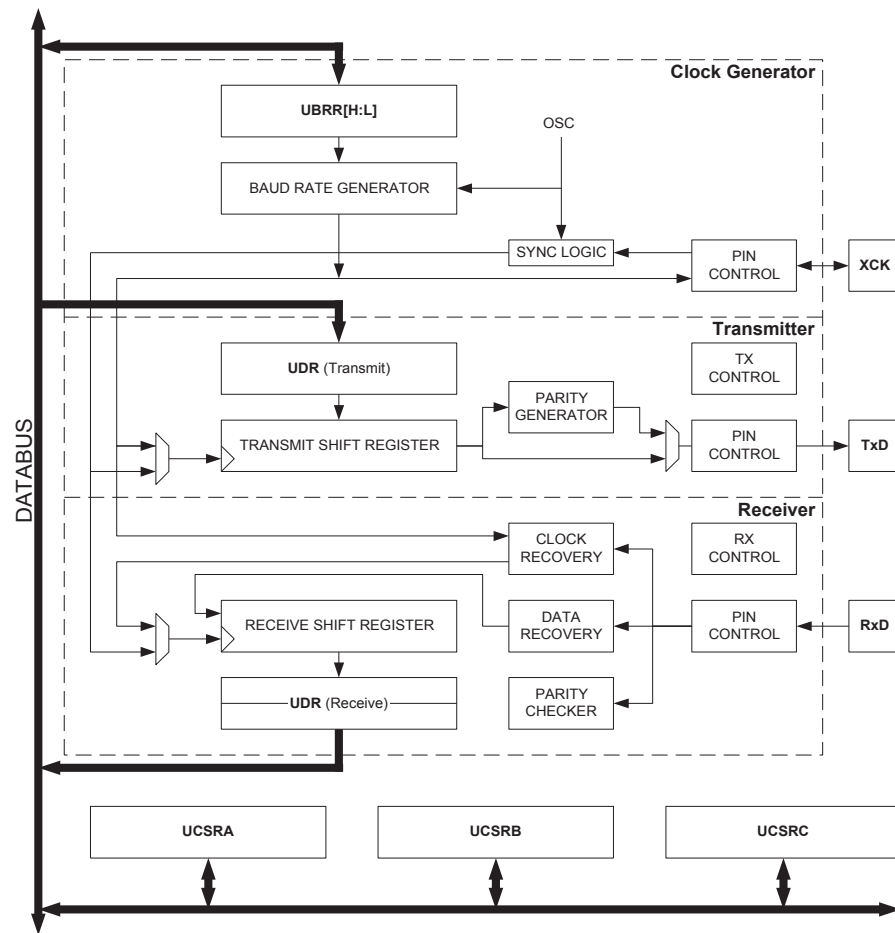 Clock Generator
UBRR[H:L]
OSC
BAUD RATE GENERATOR
SYNC LOGIC
PIN
CONTROL
XCK
Transmitter
UDR (Transmit)
TX
CONTROL
PARITY
GENERATOR
TRANSMIT SHIFT REGISTER
PIN
CONTROL
TxD
DATABUS
Receiver
CLOCK
RECOVERY
RX
CONTROL
RECEIVE SHIFT REGISTER
DATA
RECOVERY
PIN
CONTROL
RxD
UDR (Receive)
PARITY
CHECKER
UCSRA
UCSRB
UCSRC